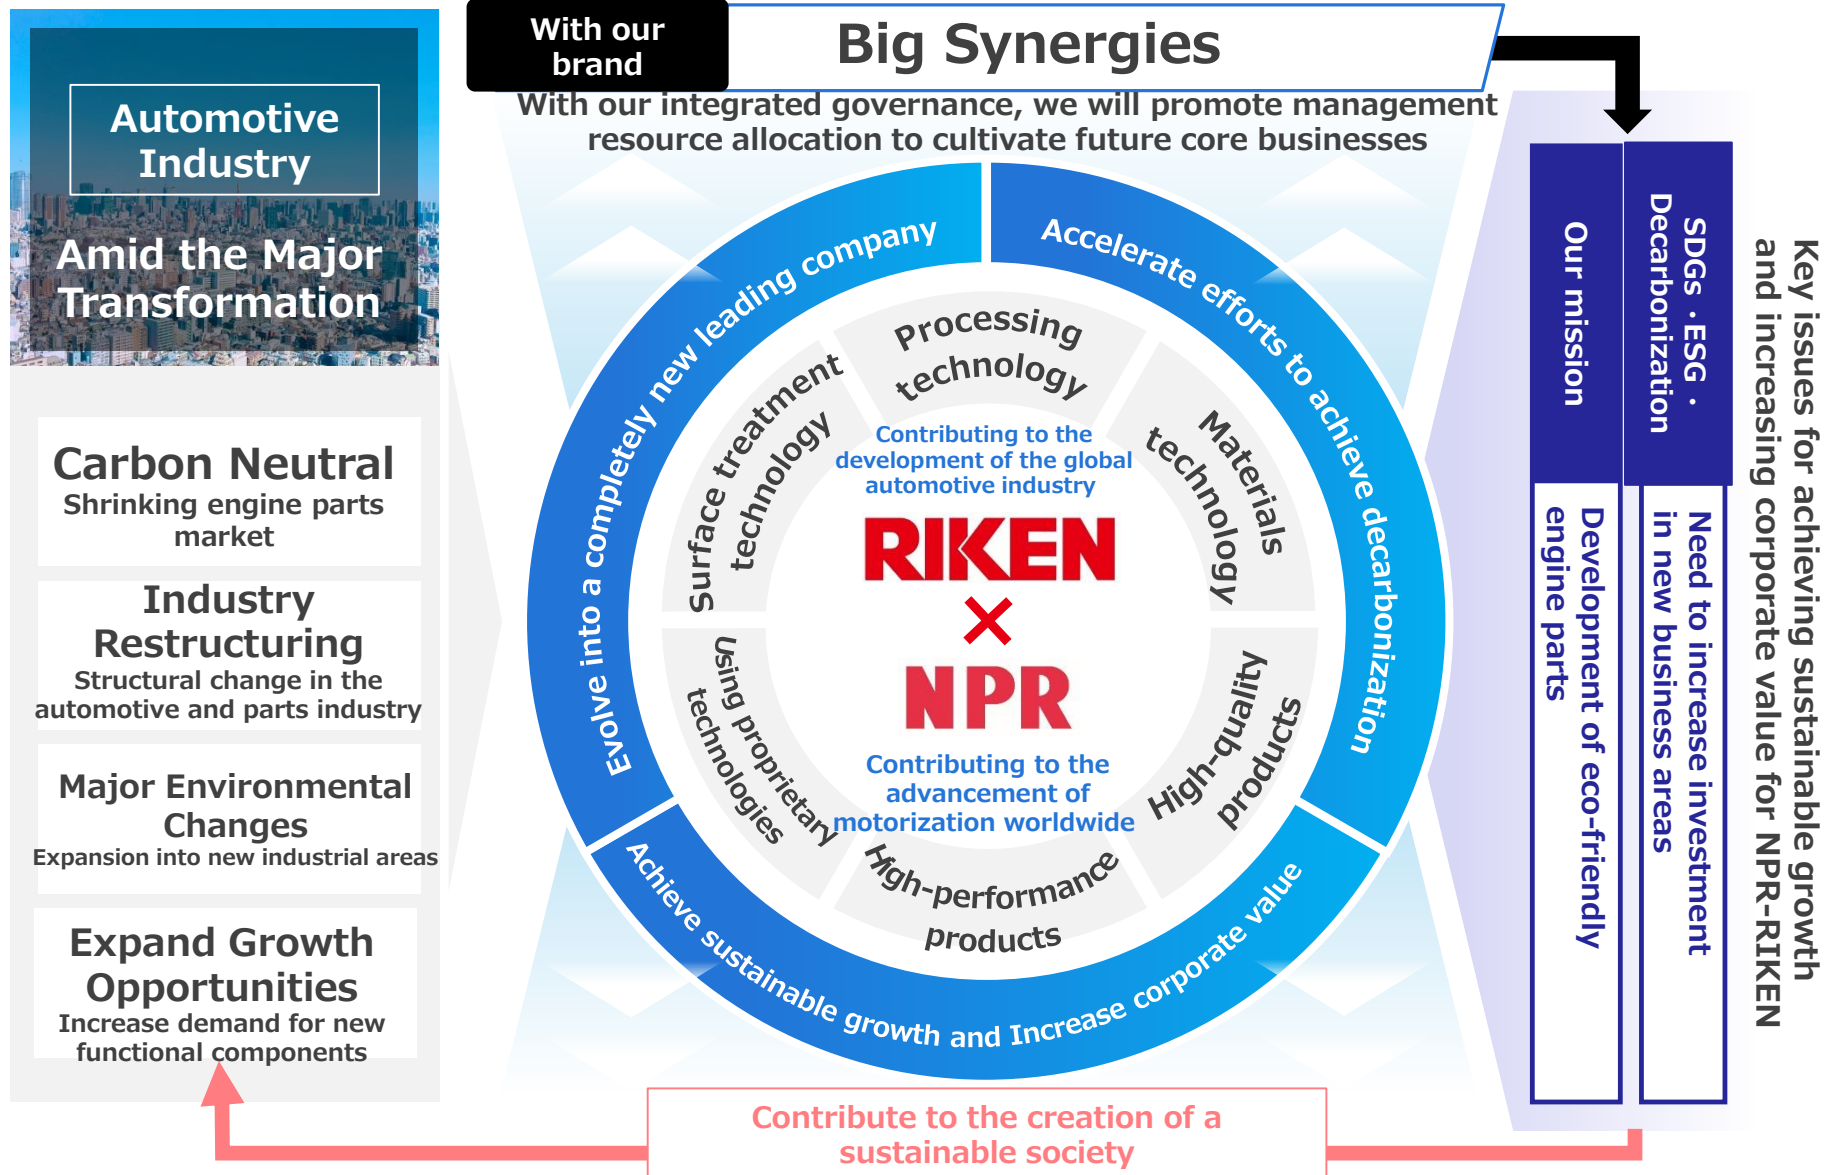 Automotive
Industry
Amid the Major
Transformation
Carbon Neutral
Shrinking engine parts
market
Industry
Restructuring
Structural change in the
automotive and parts industry
Major Environmental
Changes
Expansion into new industrial areas
Expand Growth
Opportunities
Increase demand for new
functional components
With our
brand
Big Synergies
With our integrated governance, we will promote management
resource allocation to cultivate future core businesses
Evolve into a completely new leading company
Accelerate efforts to achieve decarbonization
Achieve sustainable growth and Increase corporate value
Processing
technology
Materials
technology
High-quality
products
High-performance
products
Using proprietary
technologies
Surface treatment
technology
Contributing to the
development of the global
automotive industry
RIKEN
×
NPR
Contributing to the
advancement of
motorization worldwide
SDGs・ESG・
Decarbonization
Need to increase investment
in new business areas
Our mission
Development of eco-friendly
engine parts
Key issues for achieving sustainable growth
and increasing corporate value for NPR-RIKEN
Contribute to the creation of a
sustainable society